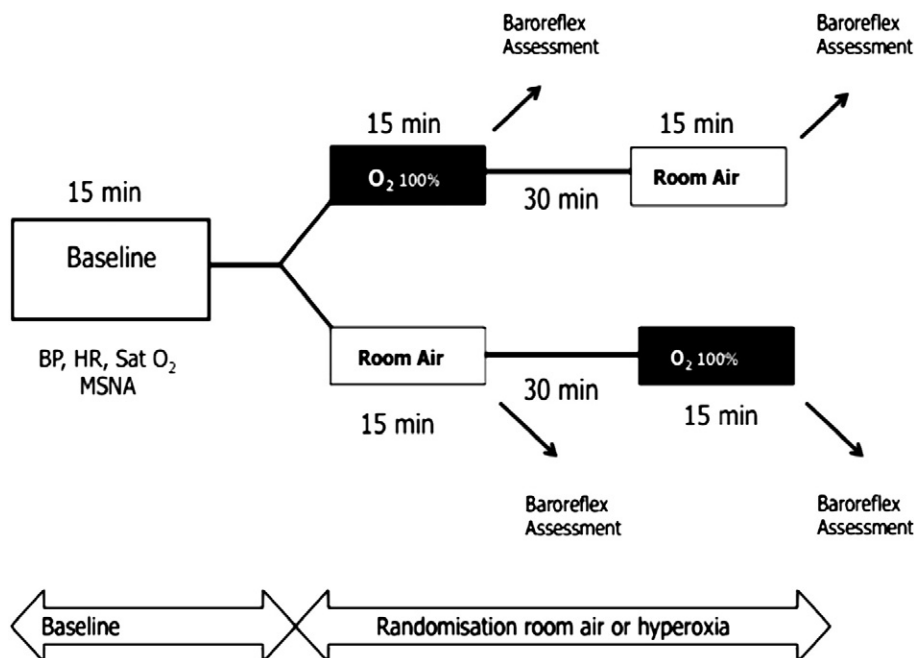 Baroreflex
Assessment
Baroreflex
Assessment
15 min
15 min
15 min
O₂ 100%
Room Air
30 min
Baseline
BP, HR, Sat O₂
MSNA
Room Air
O₂ 100%
30 min
15 min
15 min
Baroreflex
Assessment
Baroreflex
Assessment
Baseline
Randomisation room air or hyperoxia